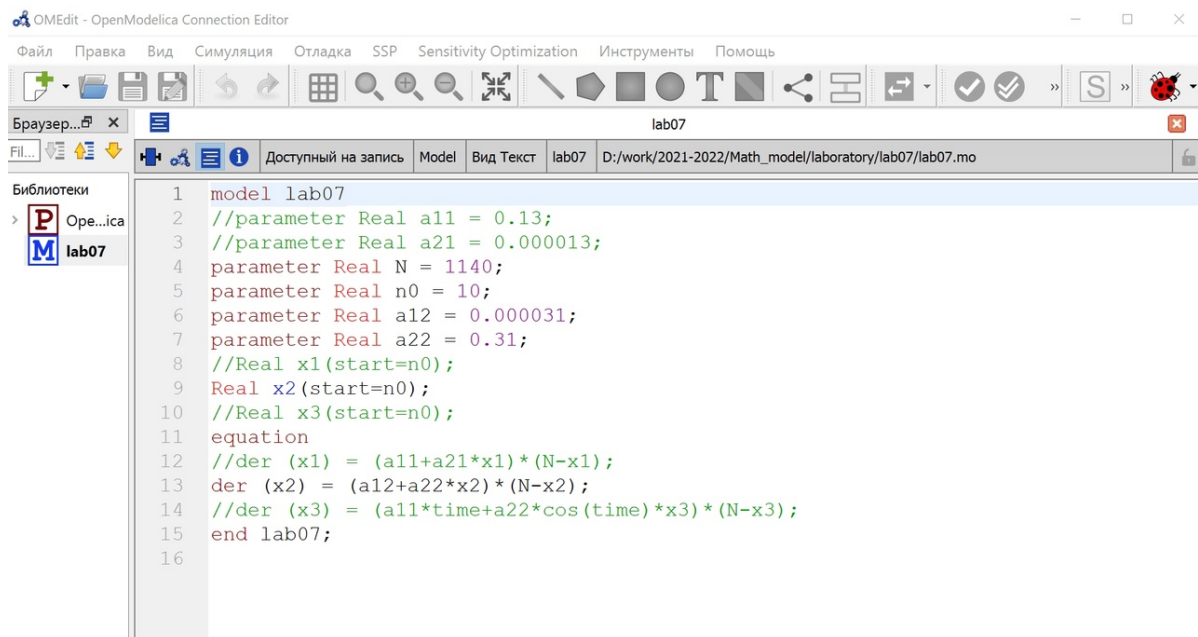 OMEdit - OpenModelica Connection Editor
Файл Правка Вид Симуляция Отладка SSP Sensitivity Optimization Инструменты Помощь
T » S »
Браузер... lab07
Fil... Доступный на запись Model Вид Текст lab07 D:/work/2021-2022/Math_model/laboratory/lab07/lab07.mo
Библиотеки
P Ope...ica
M lab07
1 model lab07
2 //parameter Real a11 = 0.13;
3 //parameter Real a21 = 0.000013;
4 parameter Real N = 1140;
5 parameter Real n0 = 10;
6 parameter Real a12 = 0.000031;
7 parameter Real a22 = 0.31;
8 //Real x1(start=n0);
9 Real x2(start=n0);
10 //Real x3(start=n0);
11 equation
12 //der (x1) = (a11+a21*x1)*(N-x1);
13 der (x2) = (a12+a22*x2)*(N-x2);
14 //der (x3) = (a11*time+a22*cos(time)*x3)*(N-x3);
15 end lab07;
16